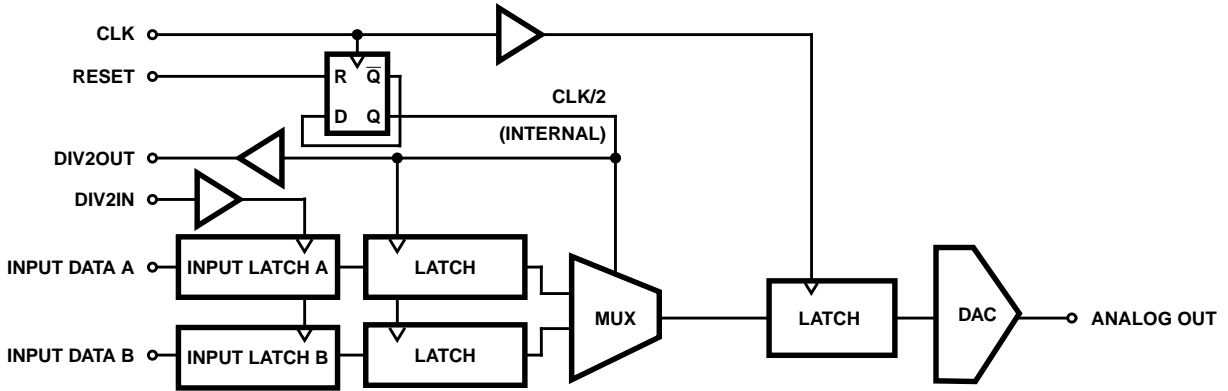 CLK
RESET
R Q̅
D Q
CLK/2
(INTERNAL)
DIV2OUT
DIV2IN
INPUT DATA A
INPUT LATCH A
LATCH
MUX
LATCH
DAC
ANALOG OUT
INPUT DATA B
INPUT LATCH B
LATCH